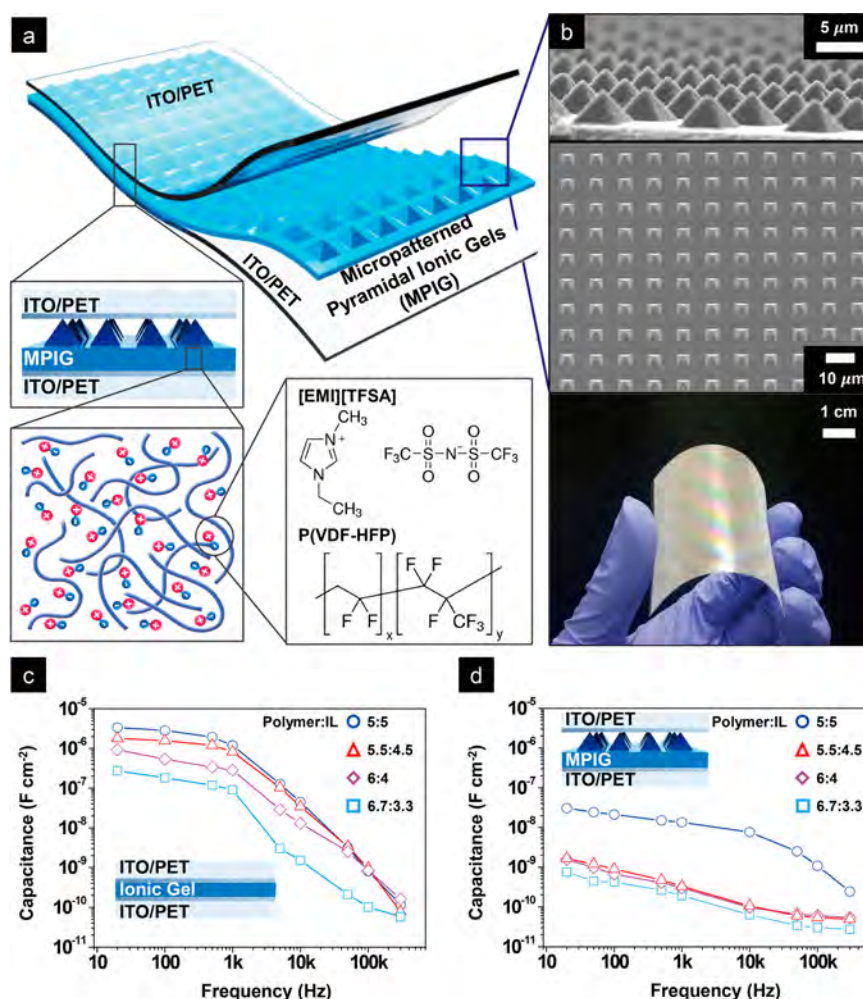 a
ITO/PET
ITO/PET
Micropatterned
Pyramidal Ionic Gels
(MPIG)
ITO/PET
MPIG
ITO/PET
[EMI][TFSA]
CH₃
N
+
N
CH₃
O O
F₃C S N⁻ S CF₃
O O
P(VDF-HFP)
F F
F F F CF₃
x y
b
5 μm
10 μm
1 cm
c
10⁻⁵
10⁻⁶
10⁻⁷
10⁻⁸
10⁻⁹
10⁻¹⁰
10⁻¹¹
Capacitance (F cm⁻²)
Polymer:IL 5:5
5.5:4.5
6:4
6.7:3.3
ITO/PET
Ionic Gel
ITO/PET
10 100 1k 10k 100k
Frequency (Hz)
d
10⁻⁵
10⁻⁶
10⁻⁷
10⁻⁸
10⁻⁹
10⁻¹⁰
10⁻¹¹
Capacitance (F cm⁻²)
ITO/PET
MPIG
ITO/PET
Polymer:IL 5:5
5.5:4.5
6:4
6.7:3.3
10 100 1k 10k 100k
Frequency (Hz)